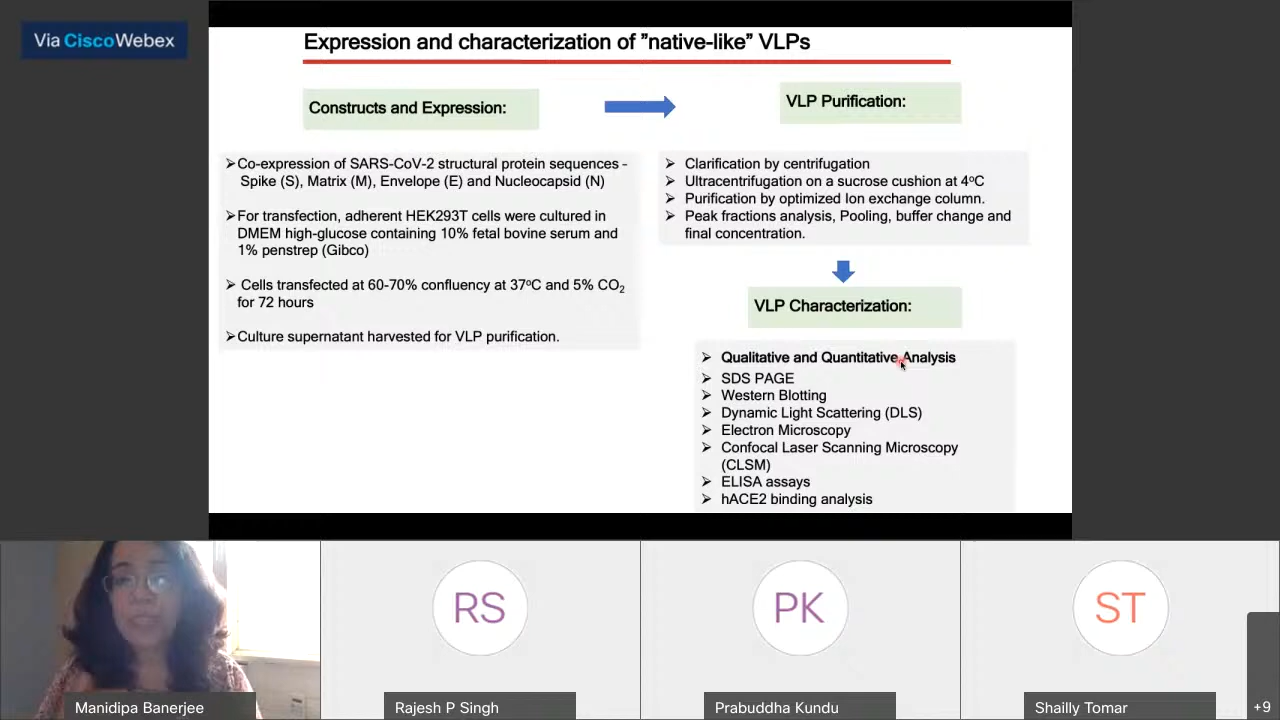 Via Cisco Webex
Expression and characterization of ”native-like” VLPs
Constructs and Expression:
Co-expression of SARS-CoV-2 structural protein sequences -
Spike (S), Matrix (M), Envelope (E) and Nucleocapsid (N)
For transfection, adherent HEK293T cells were cultured in
DMEM high-glucose containing 10% fetal bovine serum and
1% penstrep (Gibco)
Cells transfected at 60-70% confluency at 37ºC and 5% CO₂
for 72 hours
Culture supernatant harvested for VLP purification.
VLP Purification:
Clarification by centrifugation
Ultracentrifugation on a sucrose cushion at 4ºC
Purification by optimized Ion exchange column.
Peak fractions analysis, Pooling, buffer change and
final concentration.
VLP Characterization:
Qualitative and Quantitative Analysis
SDS PAGE
Western Blotting
Dynamic Light Scattering (DLS)
Electron Microscopy
Confocal Laser Scanning Microscopy
(CLSM)
ELISA assays
hACE2 binding analysis
RS
PK
ST
Manidipa Banerjee
Rajesh P Singh
Prabuddha Kundu
Shailly Tomar
+9